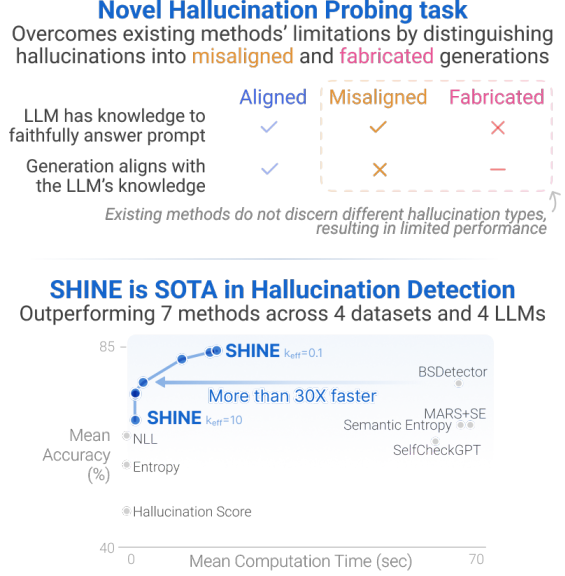 Novel Hallucination Probing task
Overcomes existing methods' limitations by distinguishing
hallucinations into misaligned and fabricated generations
Aligned Misaligned Fabricated
LLM has knowledge to
faithfully answer prompt
Generation aligns with
the LLM's knowledge
Existing methods do not discern different hallucination types,
resulting in limited performance
SHINE is SOTA in Hallucination Detection
Outperforming 7 methods across 4 datasets and 4 LLMs
85
SHINE keff=0.1
BSDetector
More than 30X faster
SHINE keff=10
MARS+SE
Semantic Entropy
Mean
Accuracy
(%)
NLL
SelfCheckGPT
Entropy
Hallucination Score
40
0
Mean Computation Time (sec)
70